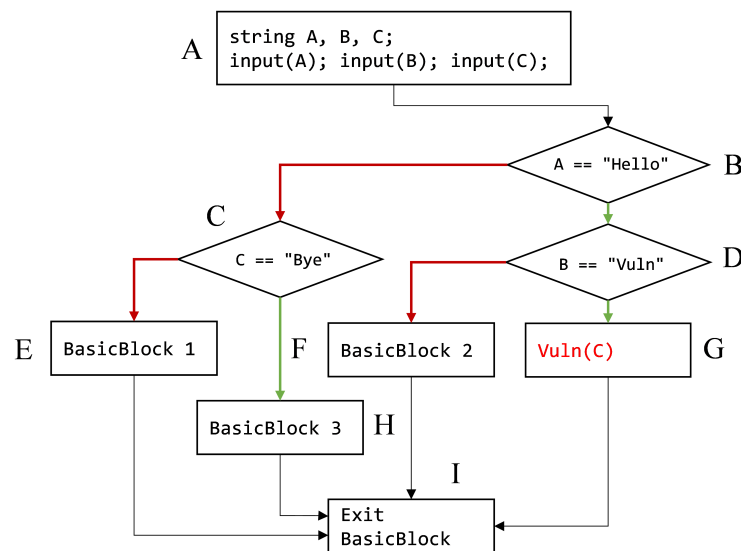 A
string A, B, C;
input(A); input(B); input(C);
A == "Hello"
B
C
C == "Bye"
B == "Vuln"
D
E
BasicBlock 1
F
BasicBlock 2
Vuln(C)
G
BasicBlock 3
H
I
Exit
BasicBlock